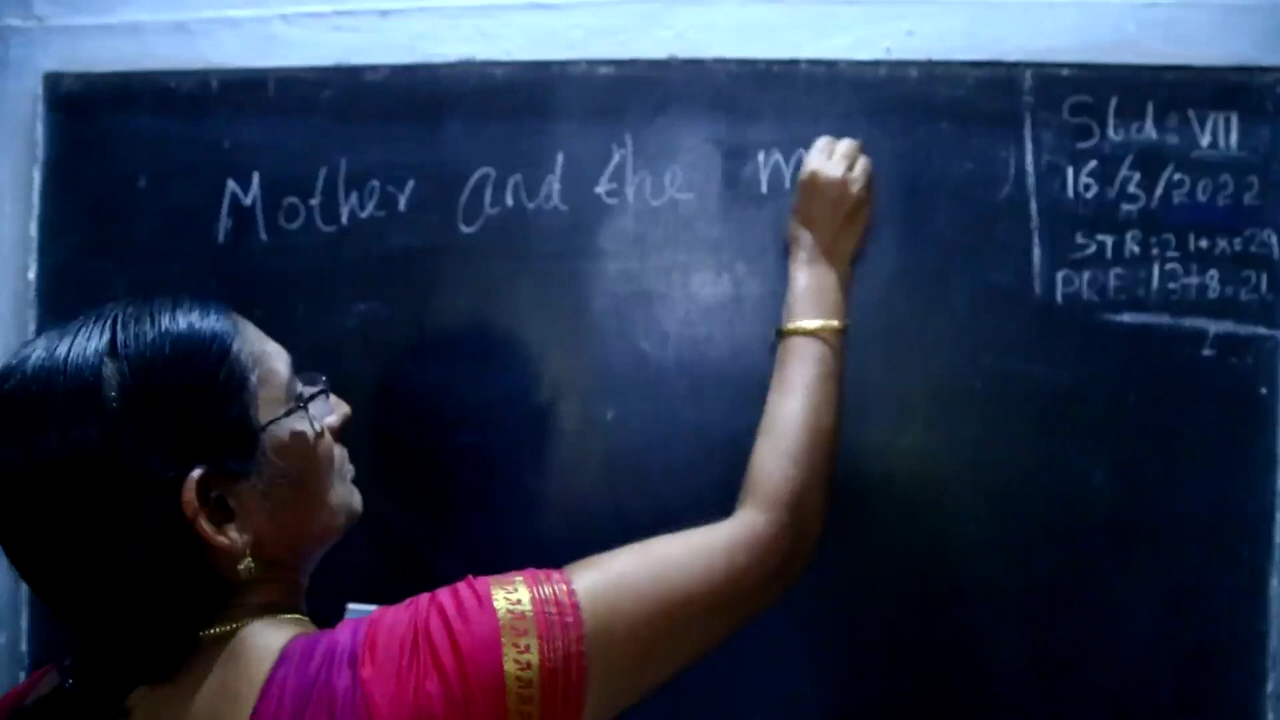 Mother and the m
Std: VII
16/3/2022
STR: 21+x=29
PRE: 13+8=21